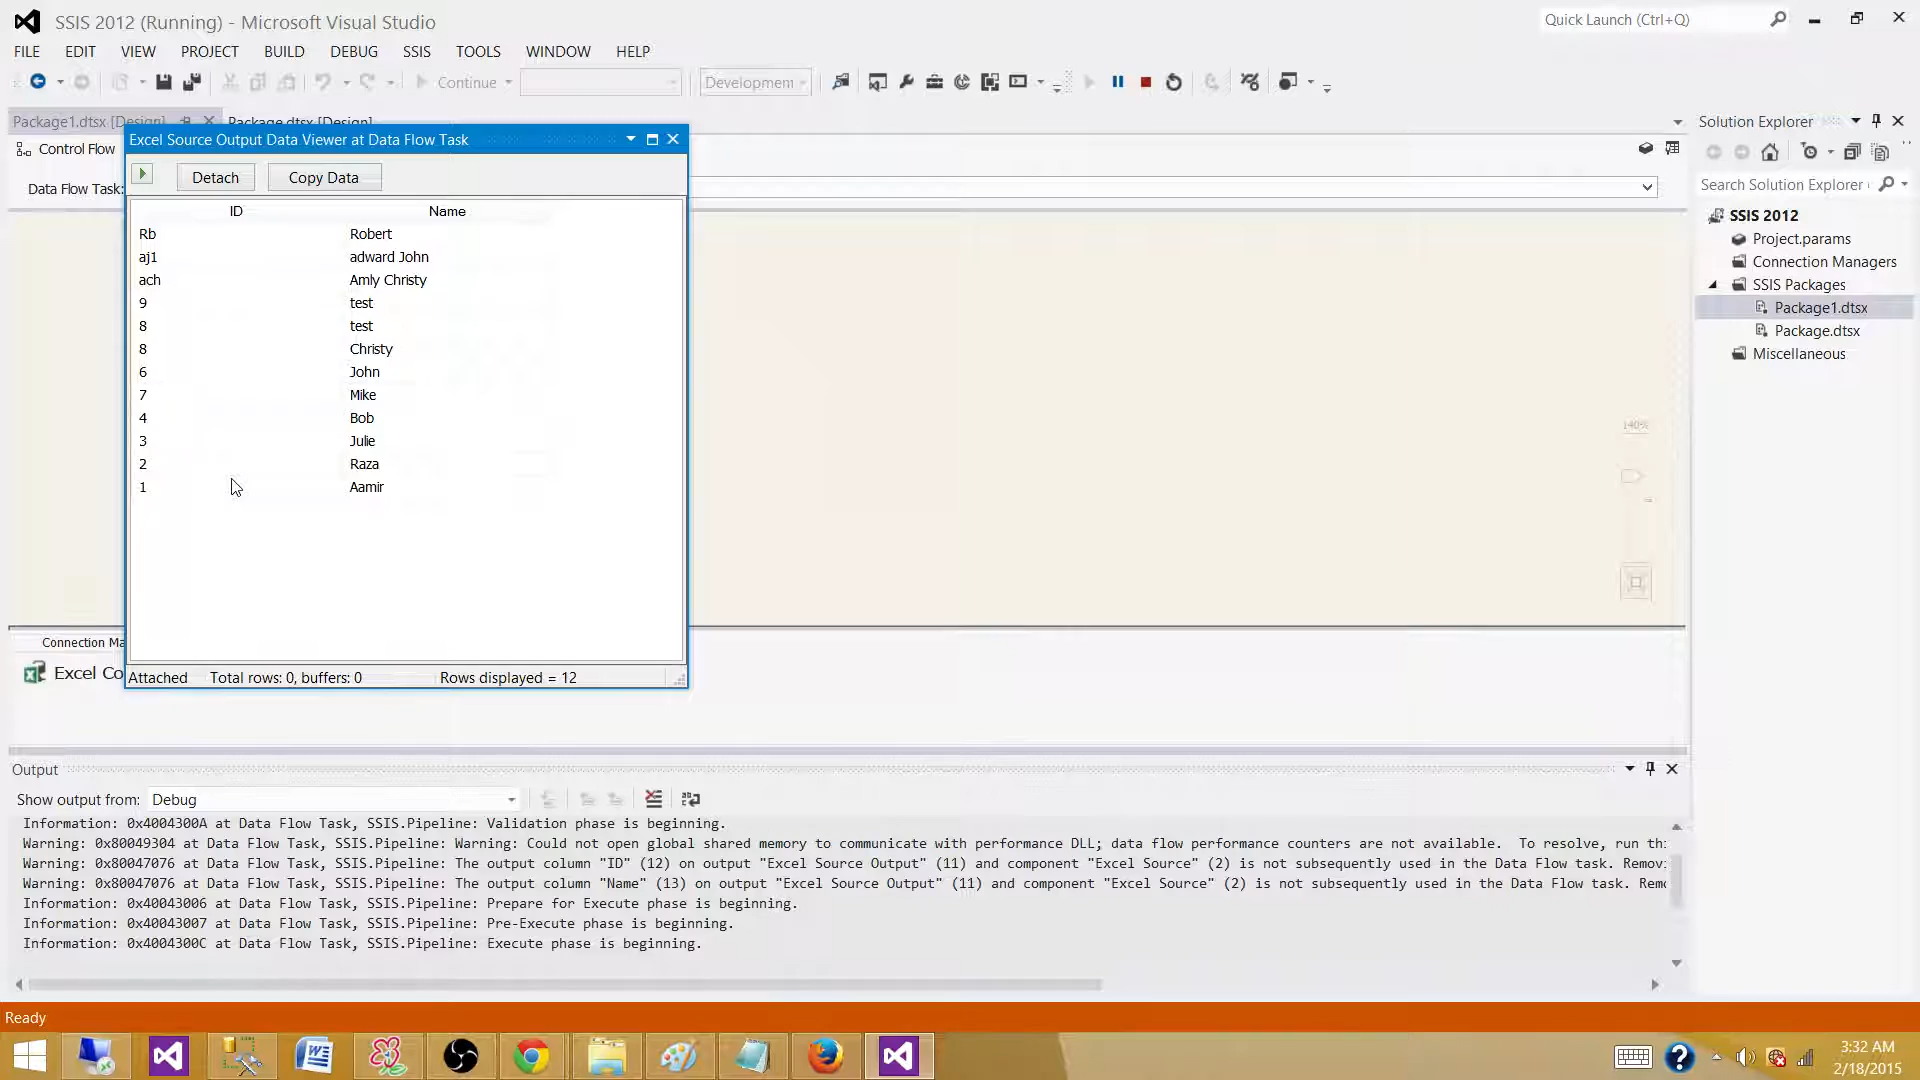 SSIS 2012 (Running) - Microsoft Visual Studio
Quick Launch (Ctrl+Q)
FILE EDIT VIEW PROJECT BUILD DEBUG SSIS TOOLS WINDOW HELP
Continue Development
Package1.dtsx [Design] Package.dtsx [Design]
Solution Explorer
Excel Source Output Data Viewer at Data Flow Task
Control Flow
Detach Copy Data
Data Flow Task:
Search Solution Explorer
ID Name
Rb Robert
aj1 adward John
ach Amly Christy
9 test
8 test
8 Christy
6 John
7 Mike
4 Bob
3 Julie
2 Raza
1 Aamir
SSIS 2012
Project.params
Connection Managers
SSIS Packages
Package1.dtsx
Package.dtsx
Miscellaneous
140%
Connection Ma
Excel Co
Attached Total rows: 0, buffers: 0 Rows displayed = 12
Output
Show output from: Debug
Information: 0x4004300A at Data Flow Task, SSIS.Pipeline: Validation phase is beginning.
Warning: 0x80049304 at Data Flow Task, SSIS.Pipeline: Warning: Could not open global shared memory to communicate with performance DLL; data flow performance counters are not available.  To resolve, run th
Warning: 0x80047076 at Data Flow Task, SSIS.Pipeline: The output column "ID" (12) on output "Excel Source Output" (11) and component "Excel Source" (2) is not subsequently used in the Data Flow task. Remov
Warning: 0x80047076 at Data Flow Task, SSIS.Pipeline: The output column "Name" (13) on output "Excel Source Output" (11) and component "Excel Source" (2) is not subsequently used in the Data Flow task. Remo
Information: 0x40043006 at Data Flow Task, SSIS.Pipeline: Prepare for Execute phase is beginning.
Information: 0x40043007 at Data Flow Task, SSIS.Pipeline: Pre-Execute phase is beginning.
Information: 0x4004300C at Data Flow Task, SSIS.Pipeline: Execute phase is beginning.
Ready
3:32 AM
2/18/2015